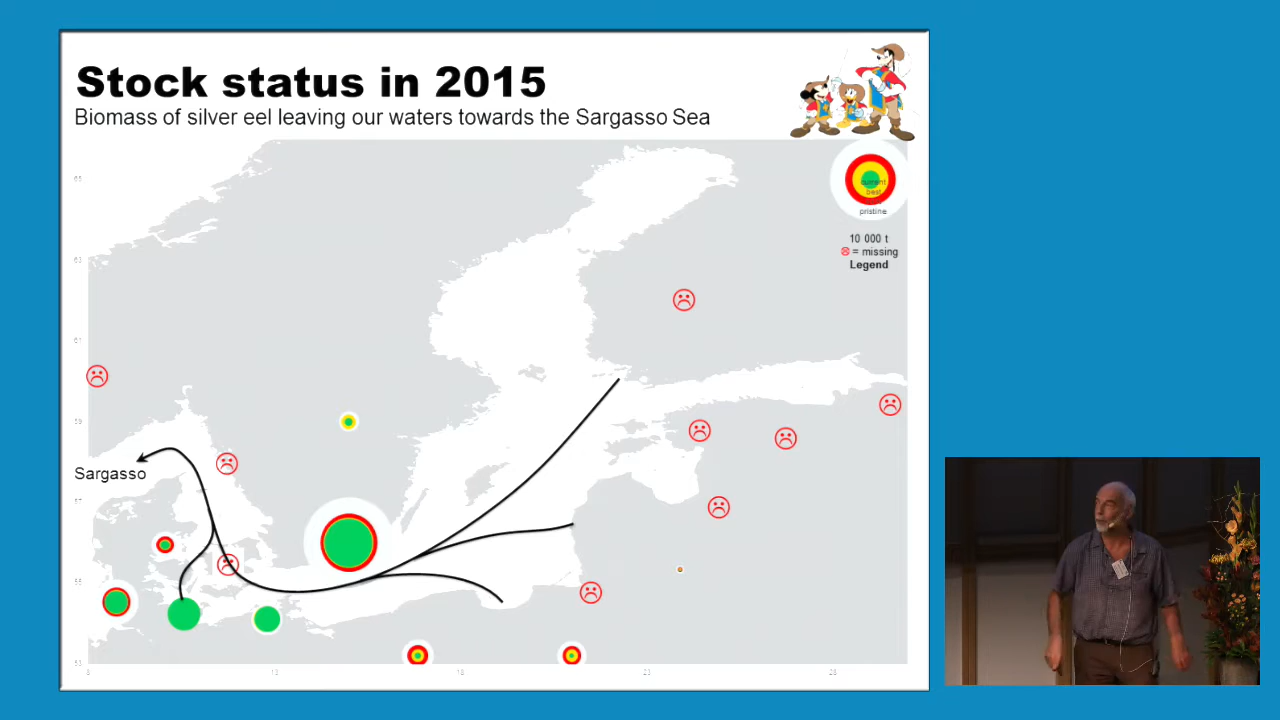 Stock status in 2015
Biomass of silver eel leaving our waters towards the Sargasso Sea
current
best
pristine
10 000 t
= missing
Legend
Sargasso